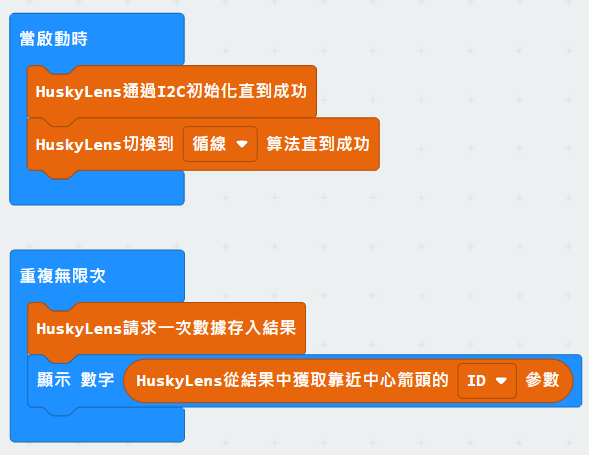 當啟動時
HuskyLens通過I2C初始化直到成功
HuskyLens切換到 循線 算法直到成功
重複無限次
HuskyLens請求一次數據存入結果
顯示 數字 HuskyLens從結果中獲取靠近中心箭頭的 ID 參數